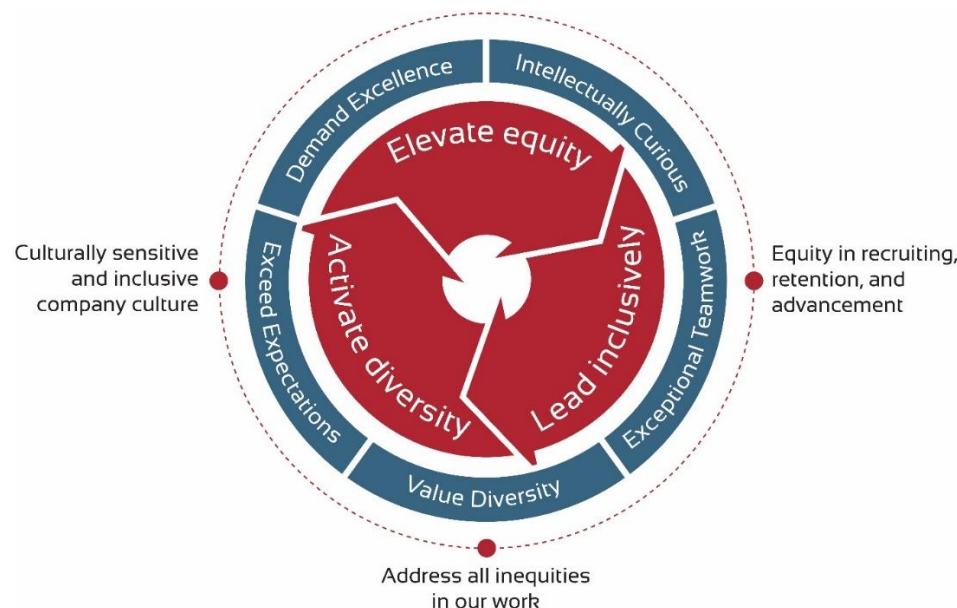 Demand Excellence
Intellectually Curious
Elevate equity
Culturally sensitive
and inclusive
company culture
Exceed Expectations
Activate diversity
Lead inclusively
Exceptional Teamwork
Equity in recruiting,
retention, and
advancement
Value Diversity
Address all inequities
in our work